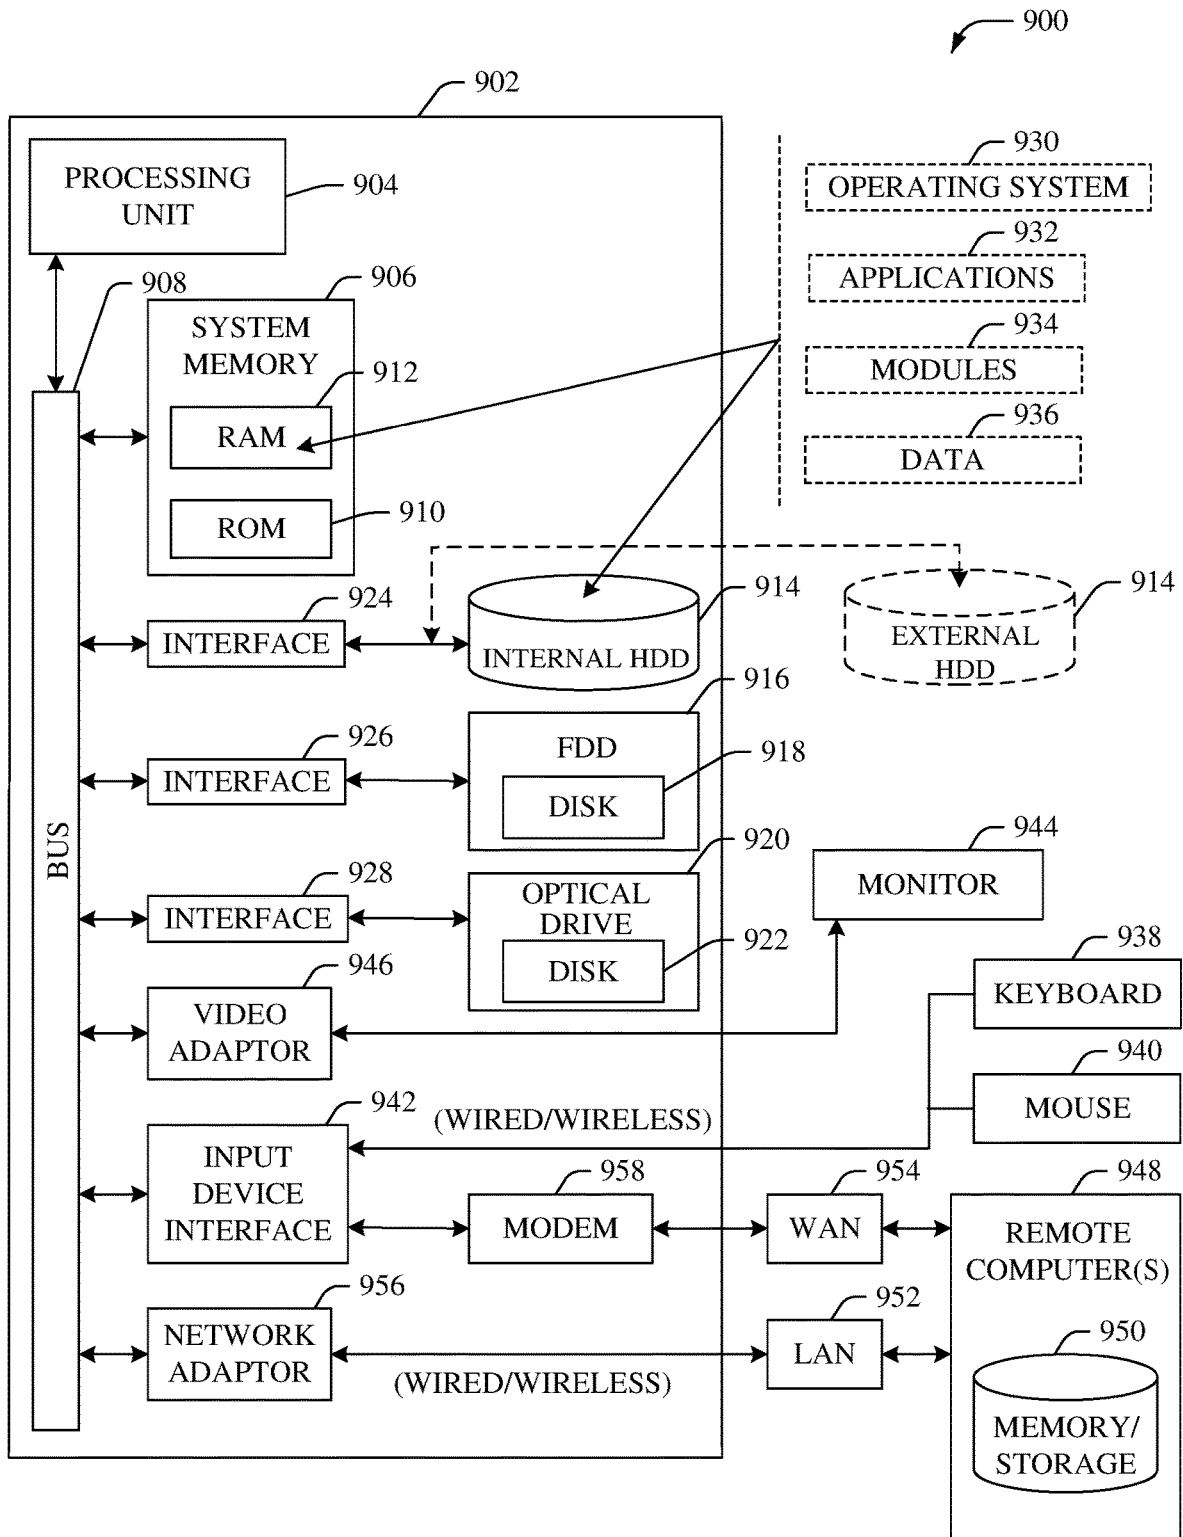 900
902
PROCESSING
UNIT
904
930
OPERATING SYSTEM
932
APPLICATIONS
934
MODULES
936
DATA
908
906
SYSTEM
MEMORY
912
RAM
ROM
910
924
INTERFACE
914
INTERNAL HDD
914
EXTERNAL
HDD
916
FDD
926
INTERFACE
918
DISK
BUS
920
OPTICAL
DRIVE
928
INTERFACE
922
DISK
944
MONITOR
946
VIDEO
ADAPTOR
938
KEYBOARD
940
MOUSE
942
INPUT
DEVICE
INTERFACE
(WIRED/WIRELESS)
958
MODEM
954
WAN
948
REMOTE
COMPUTER(S)
956
NETWORK
ADAPTOR
(WIRED/WIRELESS)
952
LAN
950
MEMORY/
STORAGE